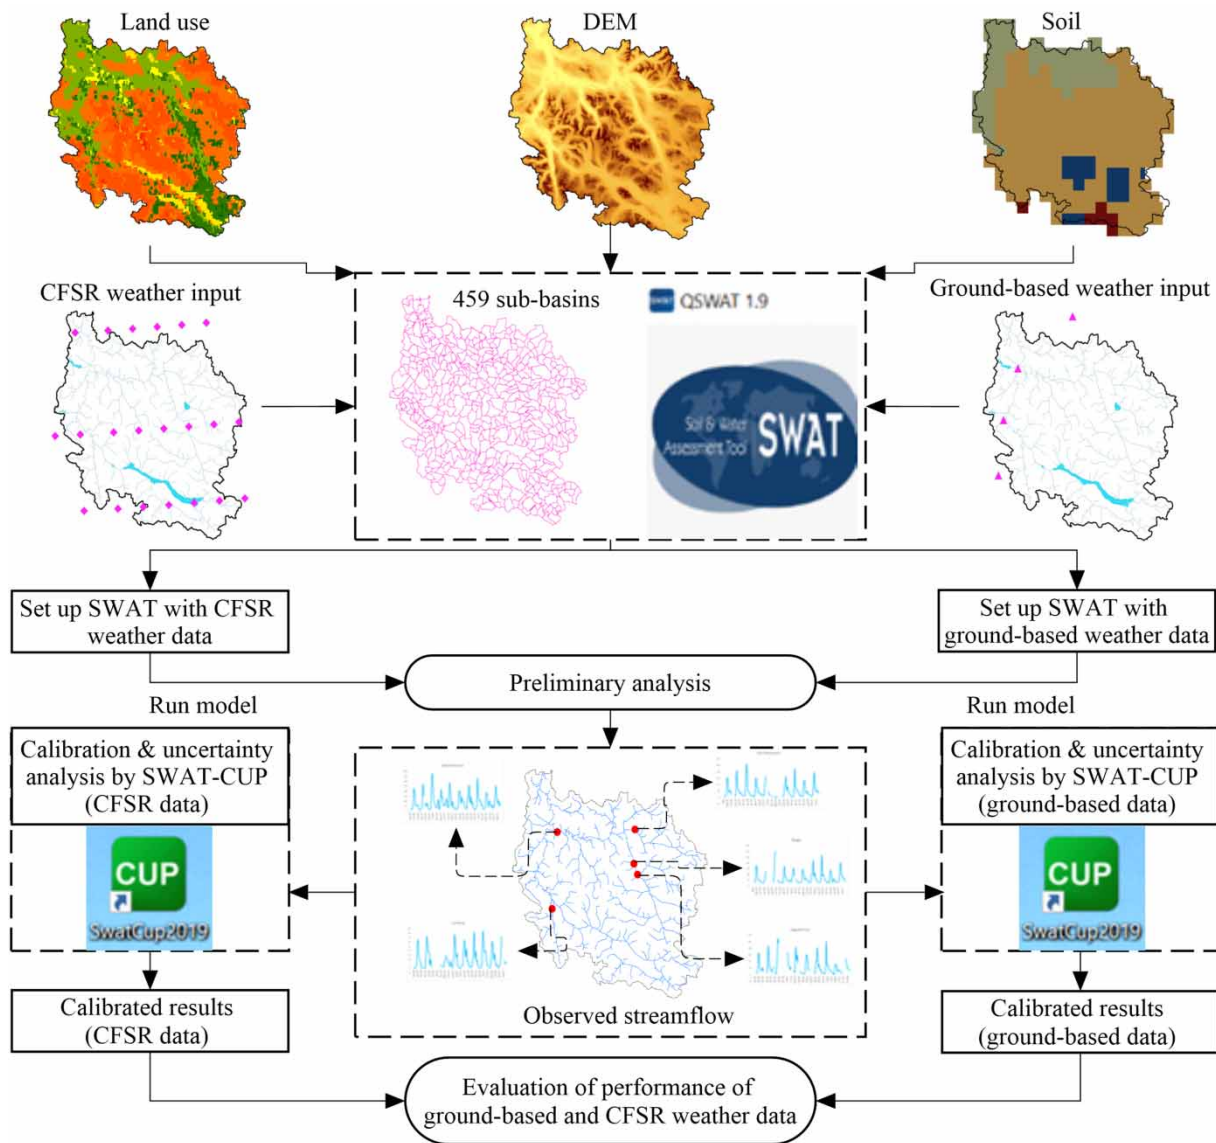 Land use
DEM
Soil
CFSR weather input
459 sub-basins
QSWAT 1.9
Ground-based weather input
Soil & Water
Assessment Tool
SWAT
Set up SWAT with CFSR
weather data
Set up SWAT with
ground-based weather data
Preliminary analysis
Run model
Run model
Calibration & uncertainty
analysis by SWAT-CUP
(CFSR data)
Calibration & uncertainty
analysis by SWAT-CUP
(ground-based data)
CUP
SwatCup2019
CUP
SwatCup2019
Observed streamflow
Calibrated results
(CFSR data)
Calibrated results
(ground-based data)
Evaluation of performance of
ground-based and CFSR weather data